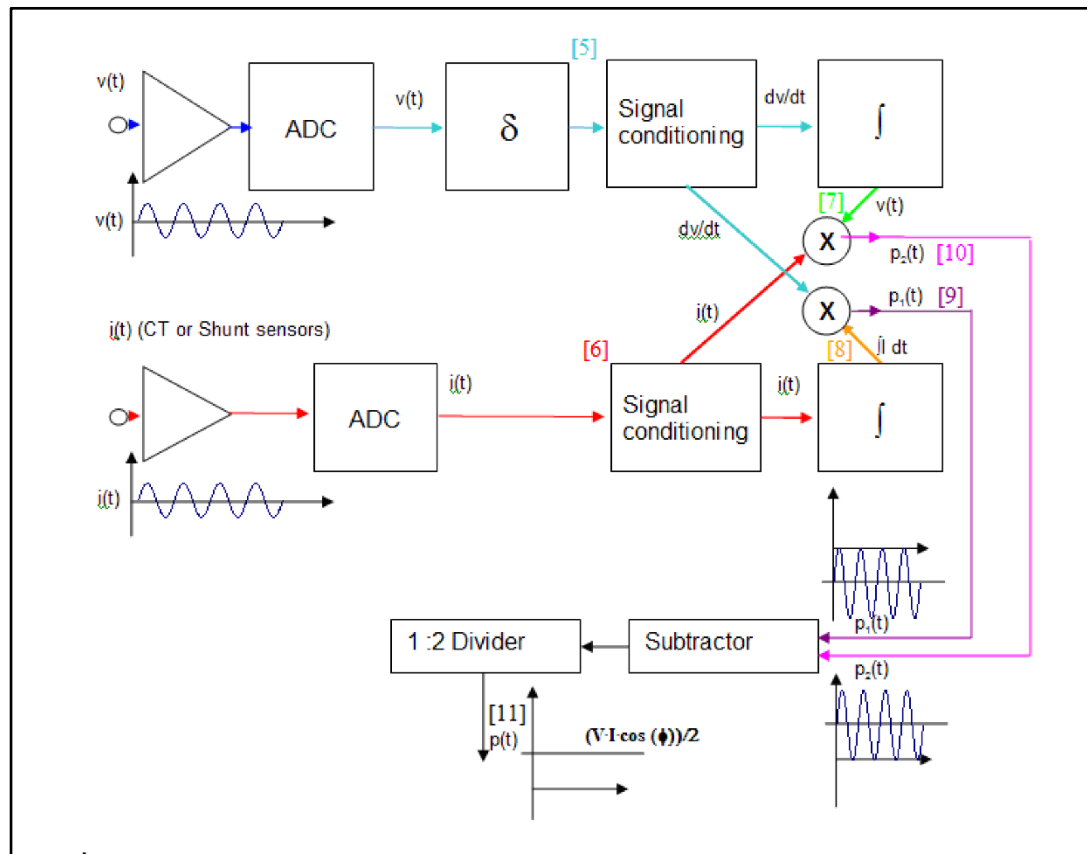 [5]
v(t)
ADC
v(t)
δ
Signal
conditioning
dv/dt
∫
v(t)
[7]
v(t)
dv/dt
X
p₂(t) [10]
i(t)
X
p₁(t) [9]
i(t) (CT or Shunt sensors)
[6]
[8]
∫I dt
ADC
i(t)
Signal
conditioning
i(t)
∫
i(t)
p₁(t)
1 :2 Divider
Subtractor
p₂(t)
[11]
p(t)
(V·I·cos (ϕ))/2